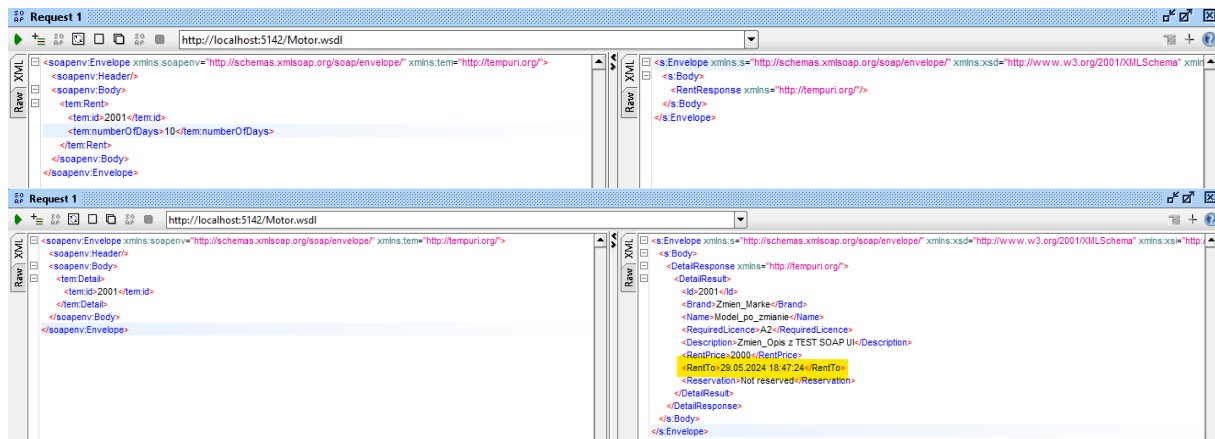 Request 1
http://localhost:5142/Motor.wsdl
XML
Raw
<soapenv:Envelope xmlns:soapenv="http://schemas.xmlsoap.org/soap/envelope/" xmlns:tem="http://tempuri.org/">
<soapenv:Header/>
<soapenv:Body>
<tem:Rent>
<tem:id>2001</tem:id>
<tem:numberOfDays>10</tem:numberOfDays>
</tem:Rent>
</soapenv:Body>
</soapenv:Envelope>
XML
Raw
<s:Envelope xmlns:s="http://schemas.xmlsoap.org/soap/envelope/" xmlns:xsd="http://www.w3.org/2001/XMLSchema" xmln
<s:Body>
<RentResponse xmlns="http://tempuri.org/"/>
</s:Body>
</s:Envelope>
Request 1
http://localhost:5142/Motor.wsdl
XML
Raw
<soapenv:Envelope xmlns:soapenv="http://schemas.xmlsoap.org/soap/envelope/" xmlns:tem="http://tempuri.org/">
<soapenv:Header/>
<soapenv:Body>
<tem:Detail>
<tem:id>2001</tem:id>
</tem:Detail>
</soapenv:Body>
</soapenv:Envelope>
XML
Raw
<s:Envelope xmlns:s="http://schemas.xmlsoap.org/soap/envelope/" xmlns:xsd="http://www.w3.org/2001/XMLSchema" xmlns:xsi="http:/
<s:Body>
<DetailResponse xmlns="http://tempuri.org/">
<DetailResult>
<Id>2001</Id>
<Brand>Zmien_Marke</Brand>
<Name>Model_po_zmianie</Name>
<RequiredLicence>A2</RequiredLicence>
<Description>Zmien_Opis z TEST SOAP UI</Description>
<RentPrice>2000</RentPrice>
<RentTo>29.05.2024 18:47:24</RentTo>
<Reservation>Not reserved</Reservation>
</DetailResult>
</DetailResponse>
</s:Body>
</s:Envelope>